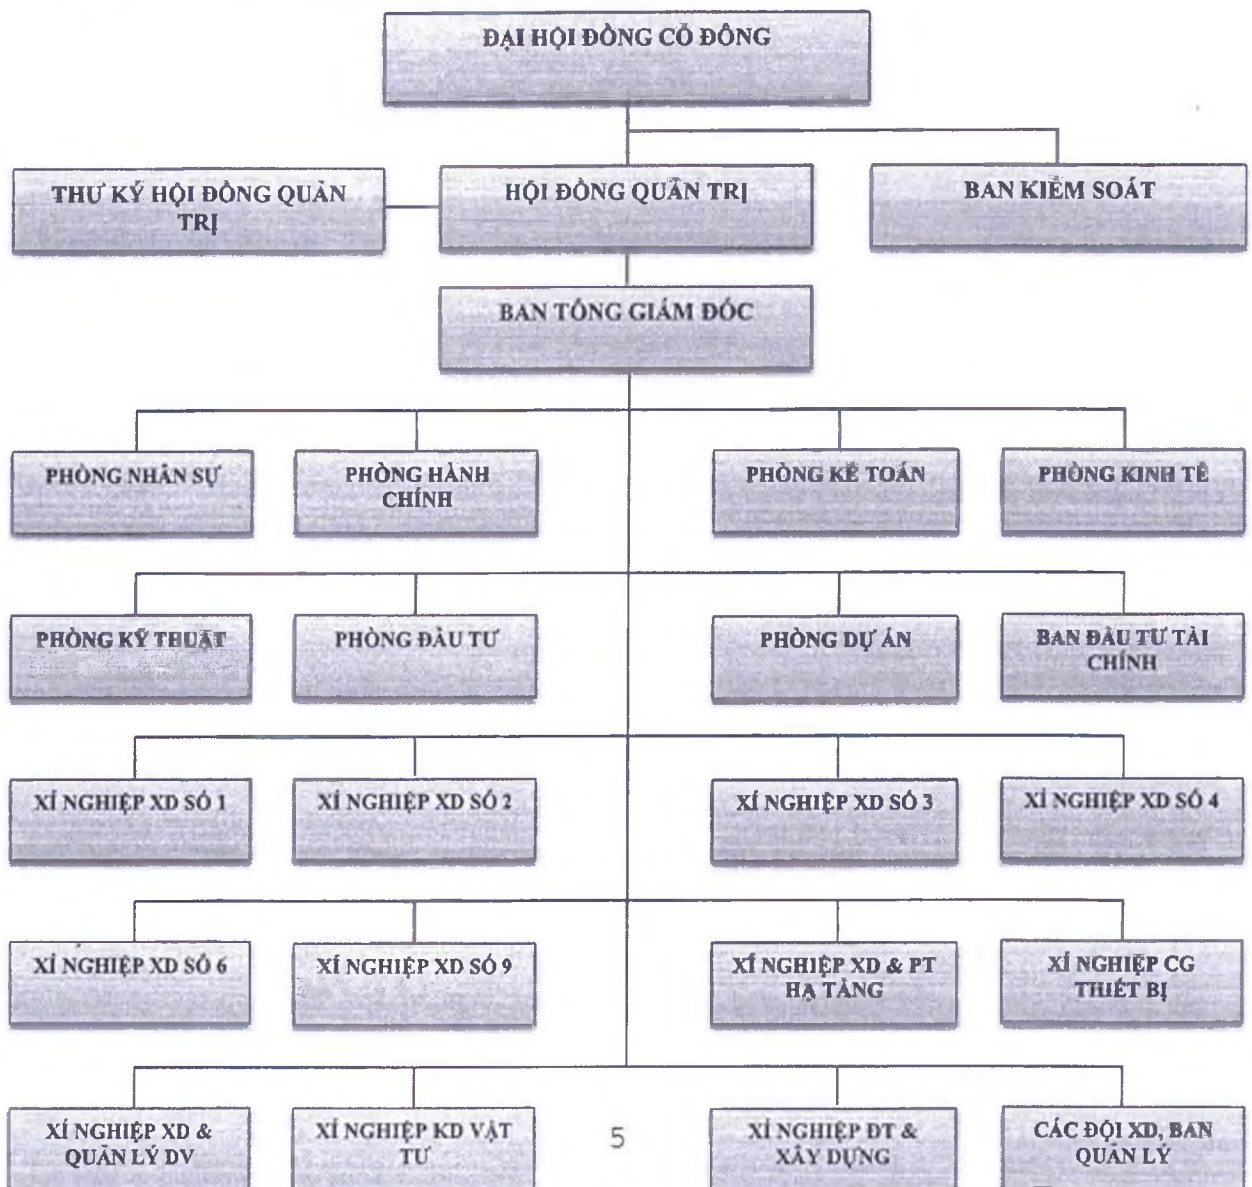 ĐẠI HỘI ĐỒNG CỔ ĐÔNG
THƯ KÝ HỘI ĐỒNG QUẢN
TRỊ
HỘI ĐỒNG QUẢN TRỊ
BAN KIỂM SOÁT
BAN TỔNG GIÁM ĐỐC
PHÒNG NHÂN SỰ
PHÒNG HÀNH
CHÍNH
PHÒNG KẾ TOÁN
PHÒNG KINH TẾ
PHÒNG KỸ THUẬT
PHÒNG ĐẦU TƯ
PHÒNG DỰ ÁN
BAN ĐẦU TƯ TÀI
CHÍNH
XÍ NGHIỆP XD SỐ 1
XÍ NGHIỆP XD SỐ 2
XÍ NGHIỆP XD SỐ 3
XÍ NGHIỆP XD SỐ 4
XÍ NGHIỆP XD SỐ 6
XÍ NGHIỆP XD SỐ 9
XÍ NGHIỆP XD & PT
HẠ TẦNG
XÍ NGHIỆP CG
THIẾT BỊ
XÍ NGHIỆP XD &
QUẢN LÝ DV
XÍ NGHIỆP KD VẬT
TƯ
5
XÍ NGHIỆP ĐT &
XÂY DỰNG
CÁC ĐỘI XD, BAN
QUẢN LÝ